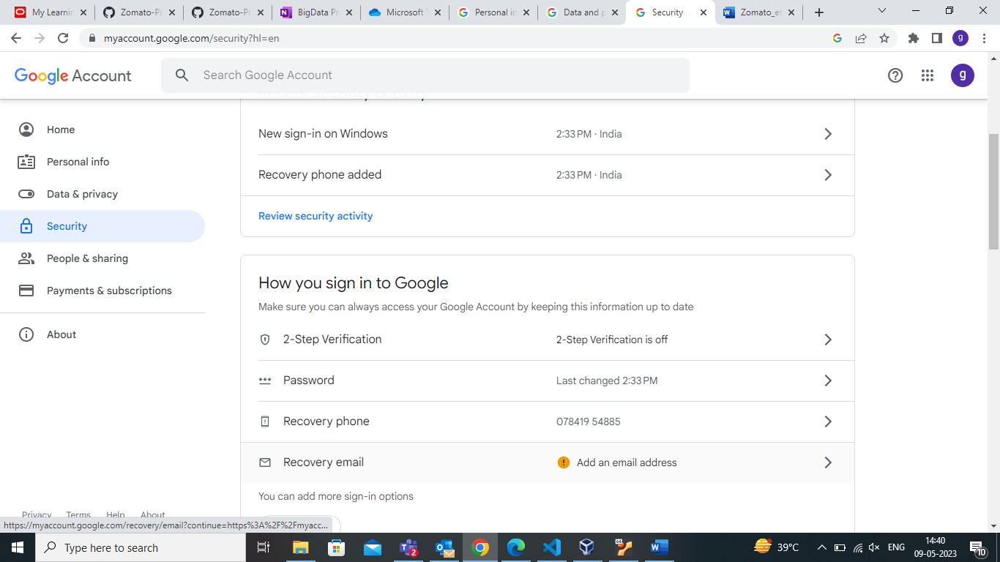 My Learnin
Zomato-Pr
Zomato-Pr
BigData Pr
Microsoft T
Personal in
Data and p
Security
Zomato_et
myaccount.google.com/security?hl=en
g
Google Account
Search Google Account
g
Recent security activity
Home
Personal info
Data & privacy
Security
People & sharing
Payments & subscriptions
About
New sign-in on Windows 2:33 PM · India
Recovery phone added 2:33 PM · India
Review security activity
How you sign in to Google
Make sure you can always access your Google Account by keeping this information up to date
2-Step Verification 2-Step Verification is off
Password Last changed 2:33 PM
Recovery phone 078419 54885
Recovery email Add an email address
You can add more sign-in options
Privacy Terms Help About
https://myaccount.google.com/recovery/email?continue=https%3A%2F%2Fmyacc...
Type here to search
2
39°C
ENG
14:40
09-05-2023
10